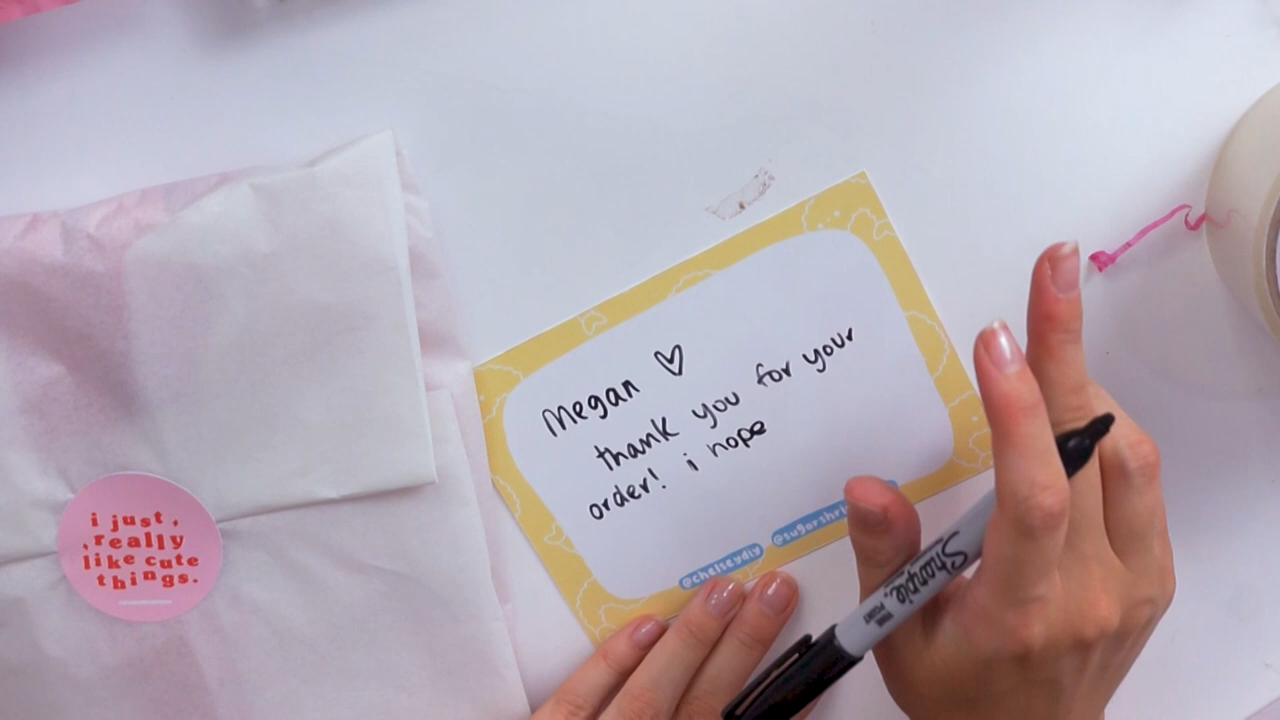 Megan ♡
thank you for your
order! i hope
@chelseydiy
i just
really
like cute
things.
Sharpie.
FINE
POINT